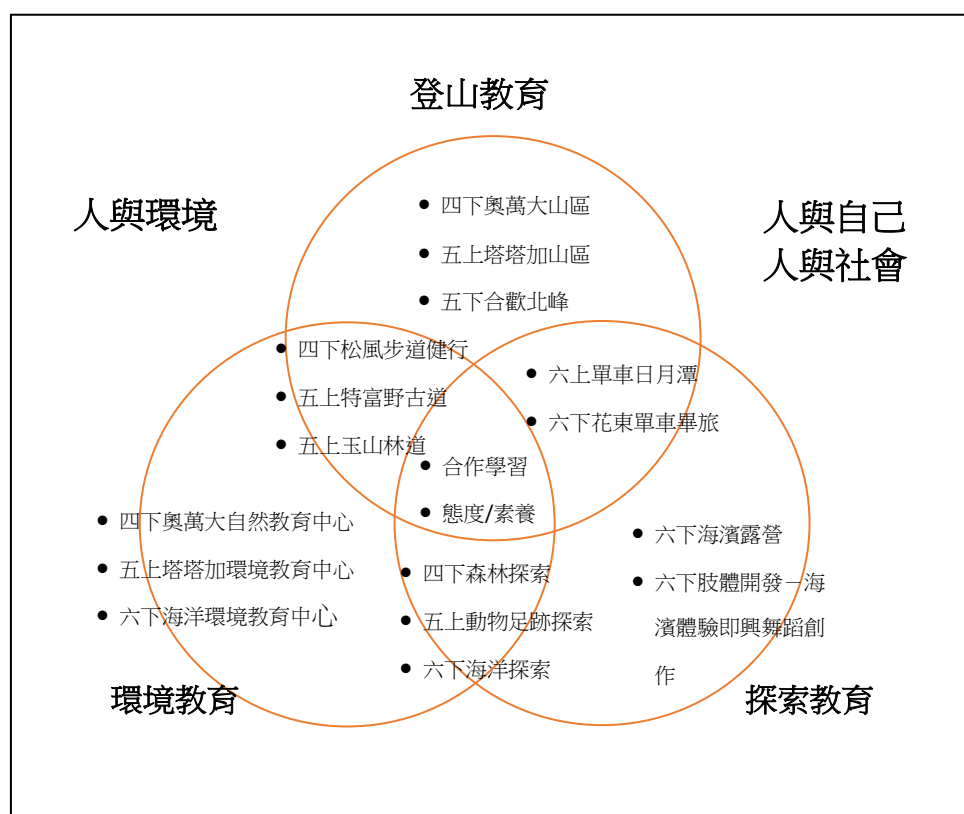 登山教育
人與環境
人與自己
人與社會
● 四下奧萬大山區
● 五上塔塔加山區
● 五下合歡北峰
● 四下松風步道健行
● 五上特富野古道
● 五上玉山林道
● 六上單車日月潭
● 六下花東單車畢旅
● 合作學習
● 態度/素養
● 四下奧萬大自然教育中心
● 五上塔塔加環境教育中心
● 六下海洋環境教育中心
● 四下森林探索
● 五上動物足跡探索
● 六下海洋探索
● 六下海濱露營
● 六下肢體開發－海
濱體驗即興舞蹈創
作
環境教育
探索教育